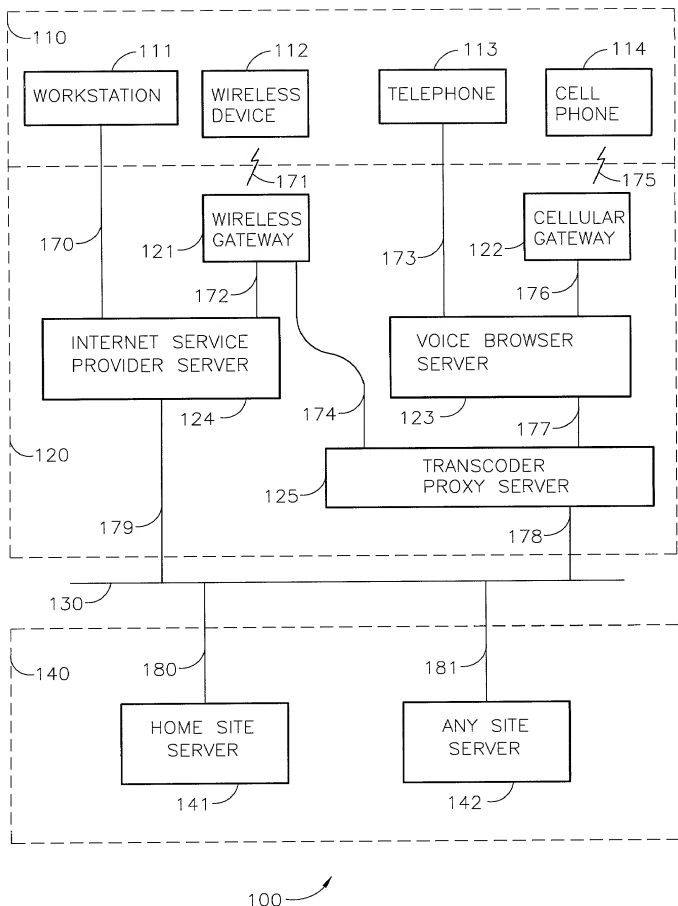 110
111
112
113
114
WORKSTATION
WIRELESS
DEVICE
TELEPHONE
CELL
PHONE
171
175
170
121
WIRELESS
GATEWAY
173
122
CELLULAR
GATEWAY
172
176
INTERNET SERVICE
PROVIDER SERVER
VOICE BROWSER
SERVER
124
174
123
177
120
125
TRANSCODER
PROXY SERVER
179
178
130
140
180
181
HOME SITE
SERVER
ANY SITE
SERVER
141
142
100